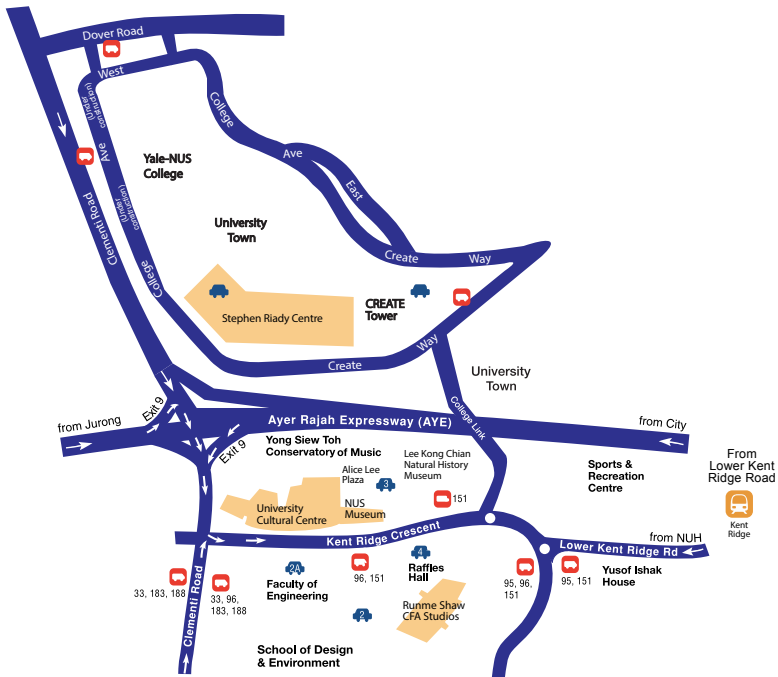 Dover Road
West
College
Ave
East
(Under
construction)
Ave
(Under
construction)
College
Yale-NUS
College
Cementi Road
University
Town
Create
Way
CREATE
Tower
Stephen Riady Centre
Way
Create
University
Town
College Link
Exit 9
from Jurong
Ayer Rajah Expressway (AYE)
from City
Exit 9
Yong Siew Toh
Conservatory of Music
Lee Kong Chian
Natural History
Museum
Alice Lee
Plaza
3
151
Sports &
Recreation
Centre
From
Lower Kent
Ridge Road
Kent
Ridge
University
Cultural Centre
NUS
Museum
Kent Ridge Crescent
from NUH
Lower Kent Ridge Rd
4
Raffles
Hall
96, 151
2A
Faculty of
Engineering
33, 183, 188
33, 96,
183, 188
95, 96,
151
95, 151
Yusof Ishak
House
Clementi Road
2
Runme Shaw
CFA Studios
School of Design
& Environment